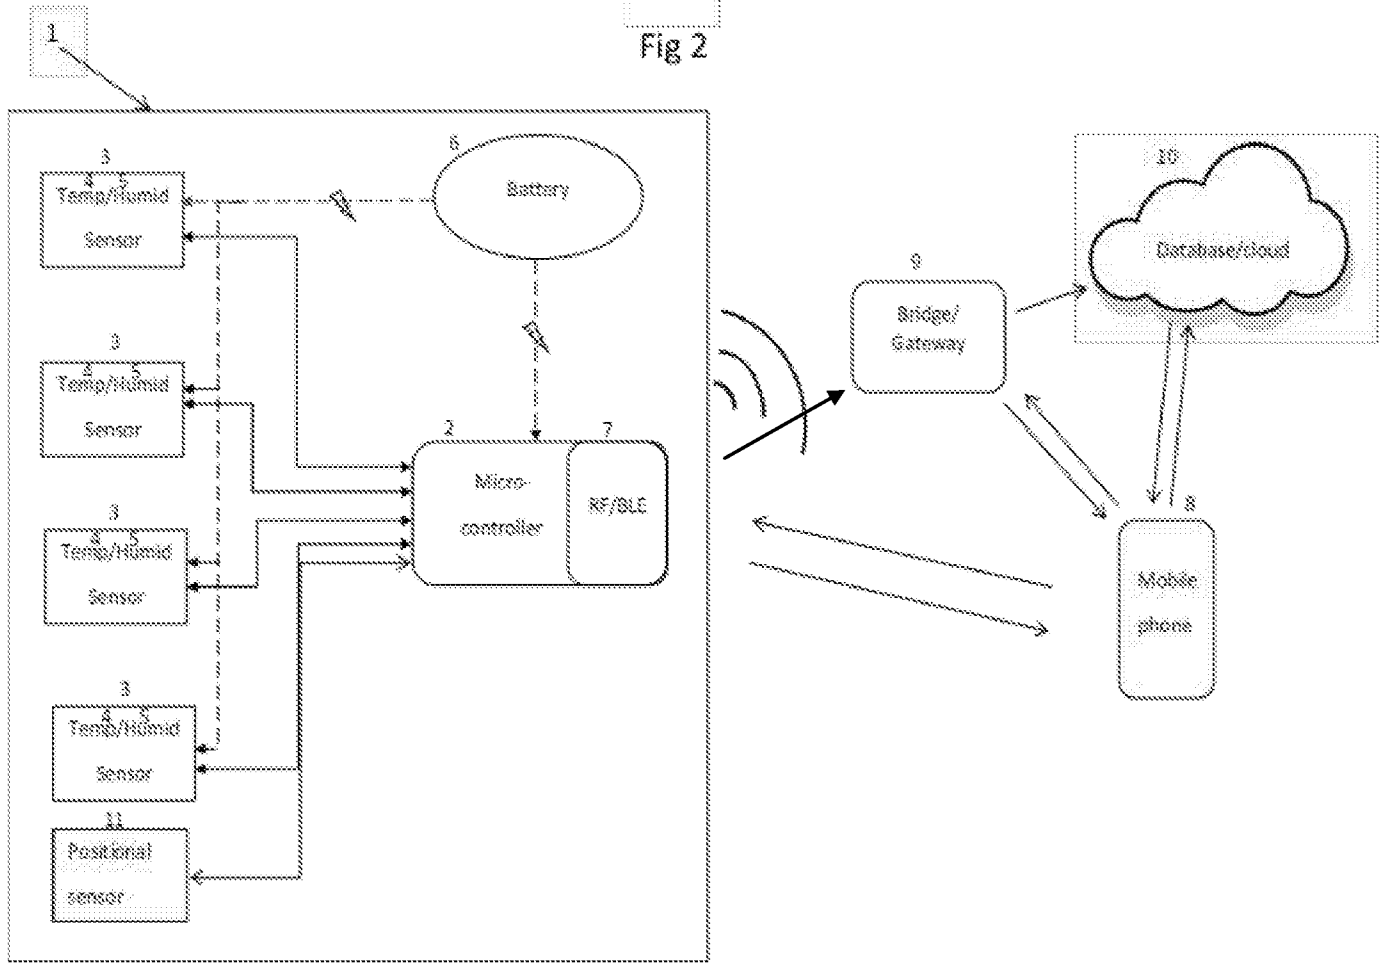 Fig 2
1
3
4 5
Temp/Humid
Sensor
6
Battery
10
Database/cloud
9
Bridge/
Gateway
3
4 5
Temp/Humid
Sensor
2
7
Micro-
controller
RF/BLE
3
4 5
Temp/Humid
Sensor
8
Mobile
phone
3
4 5
Temp/Humid
Sensor
11
Positional
sensor